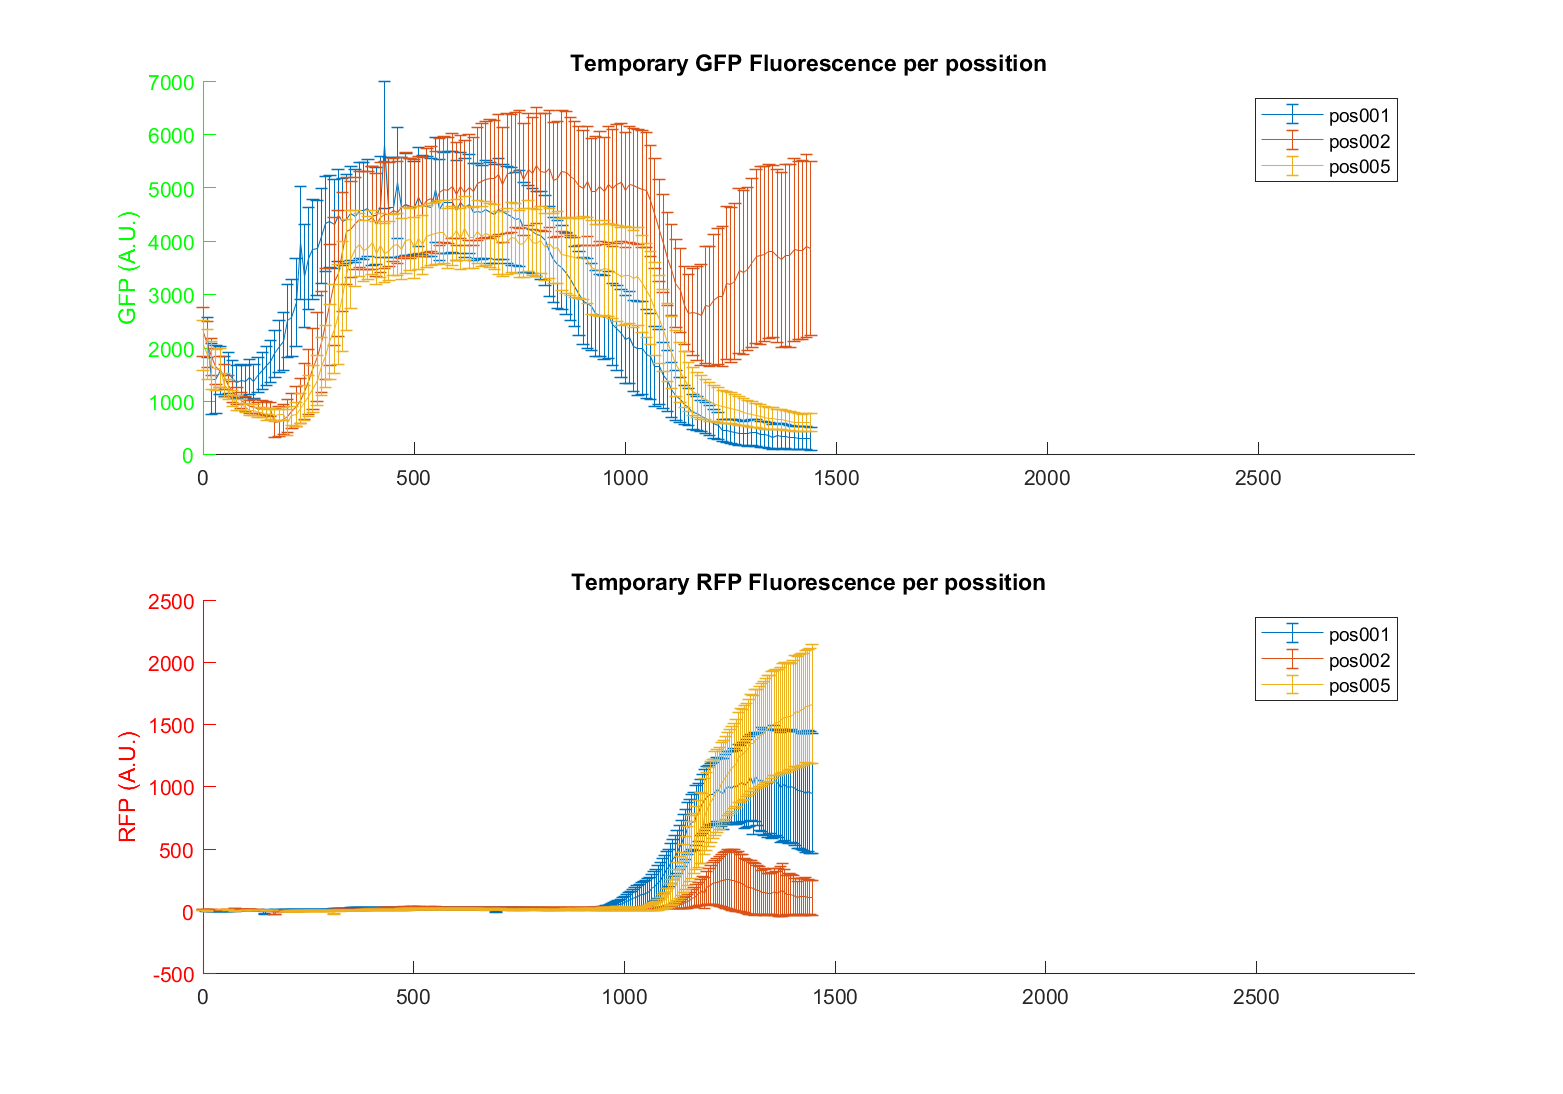 Temporary GFP Fluorescence per possition
7000
6000
5000
4000
3000
2000
1000
0
GFP (A.U.)
pos001
pos002
pos005
0 500 1000 1500 2000 2500
Temporary RFP Fluorescence per possition
2500
2000
1500
1000
500
0
-500
RFP (A.U.)
pos001
pos002
pos005
0 500 1000 1500 2000 2500